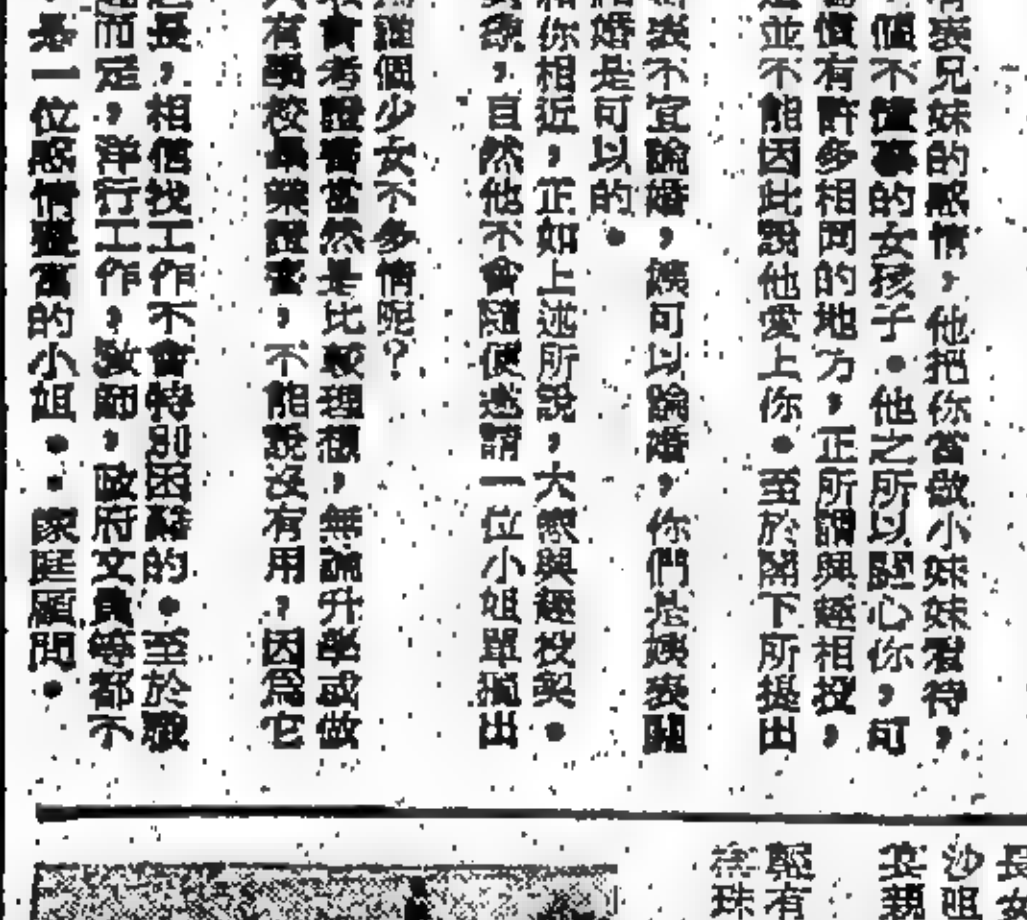 表兄妹的感情，他把你當做小妹妹看待，
個不懂事的女孩子。他之所以關心你，可
有許多相同的地方，正所謂興趣相投，
並不能因此說他愛上你。至於閣下所提出
表不宜論婚，姨可以論婚，你們是姨表關
婚是可以的。
你相近，正如上述所說，大家興趣投契。
，自然他不會隨便邀請一位小姐單獨出
個少女不多情呢？
會考證書當然是比較理想，無論升學或做
有學校畢業證書，不能說沒有用，因為它
長，相信找工作不會特別困難的。至於職
而定，洋行工作，教師，政府文員等都不
是一位感情豐富的小姐。：家庭顧問。
長女
沙
親
有
珠